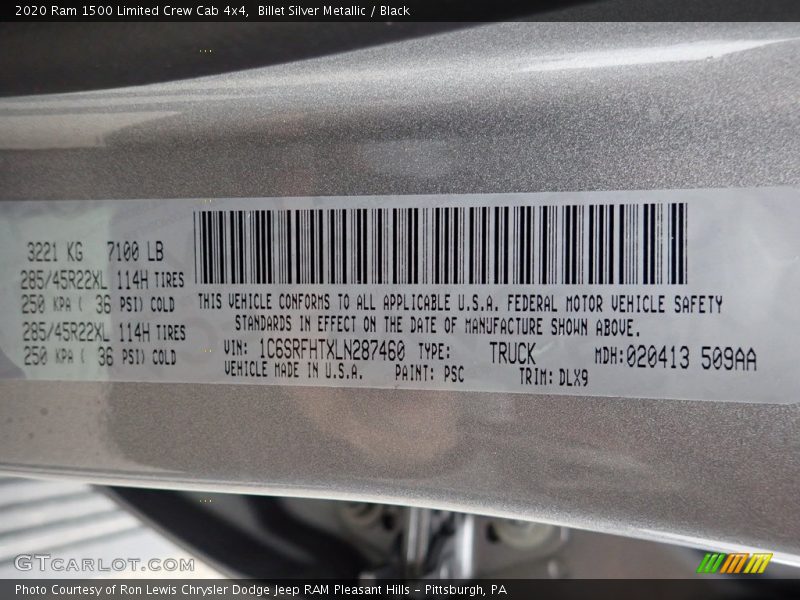 2020 Ram 1500 Limited Crew Cab 4x4,  Billet Silver Metallic / Black
3221 KG 7100 LB
285/45R22XL 114H TIRES
250 KPA ( 36 PSI) COLD
285/45R22XL 114H TIRES
250 KPA ( 36 PSI) COLD
THIS VEHICLE CONFORMS TO ALL APPLICABLE U.S.A. FEDERAL MOTOR VEHICLE SAFETY
STANDARDS IN EFFECT ON THE DATE OF MANUFACTURE SHOWN ABOVE.
VIN: 1C6SRFHTXLN287460 TYPE: TRUCK MDH:020413 509AA
VEHICLE MADE IN U.S.A. PAINT: PSC TRIM: DLX9
GTCARLOT.COM
Photo Courtesy of Ron Lewis Chrysler Dodge Jeep RAM Pleasant Hills - Pittsburgh, PA